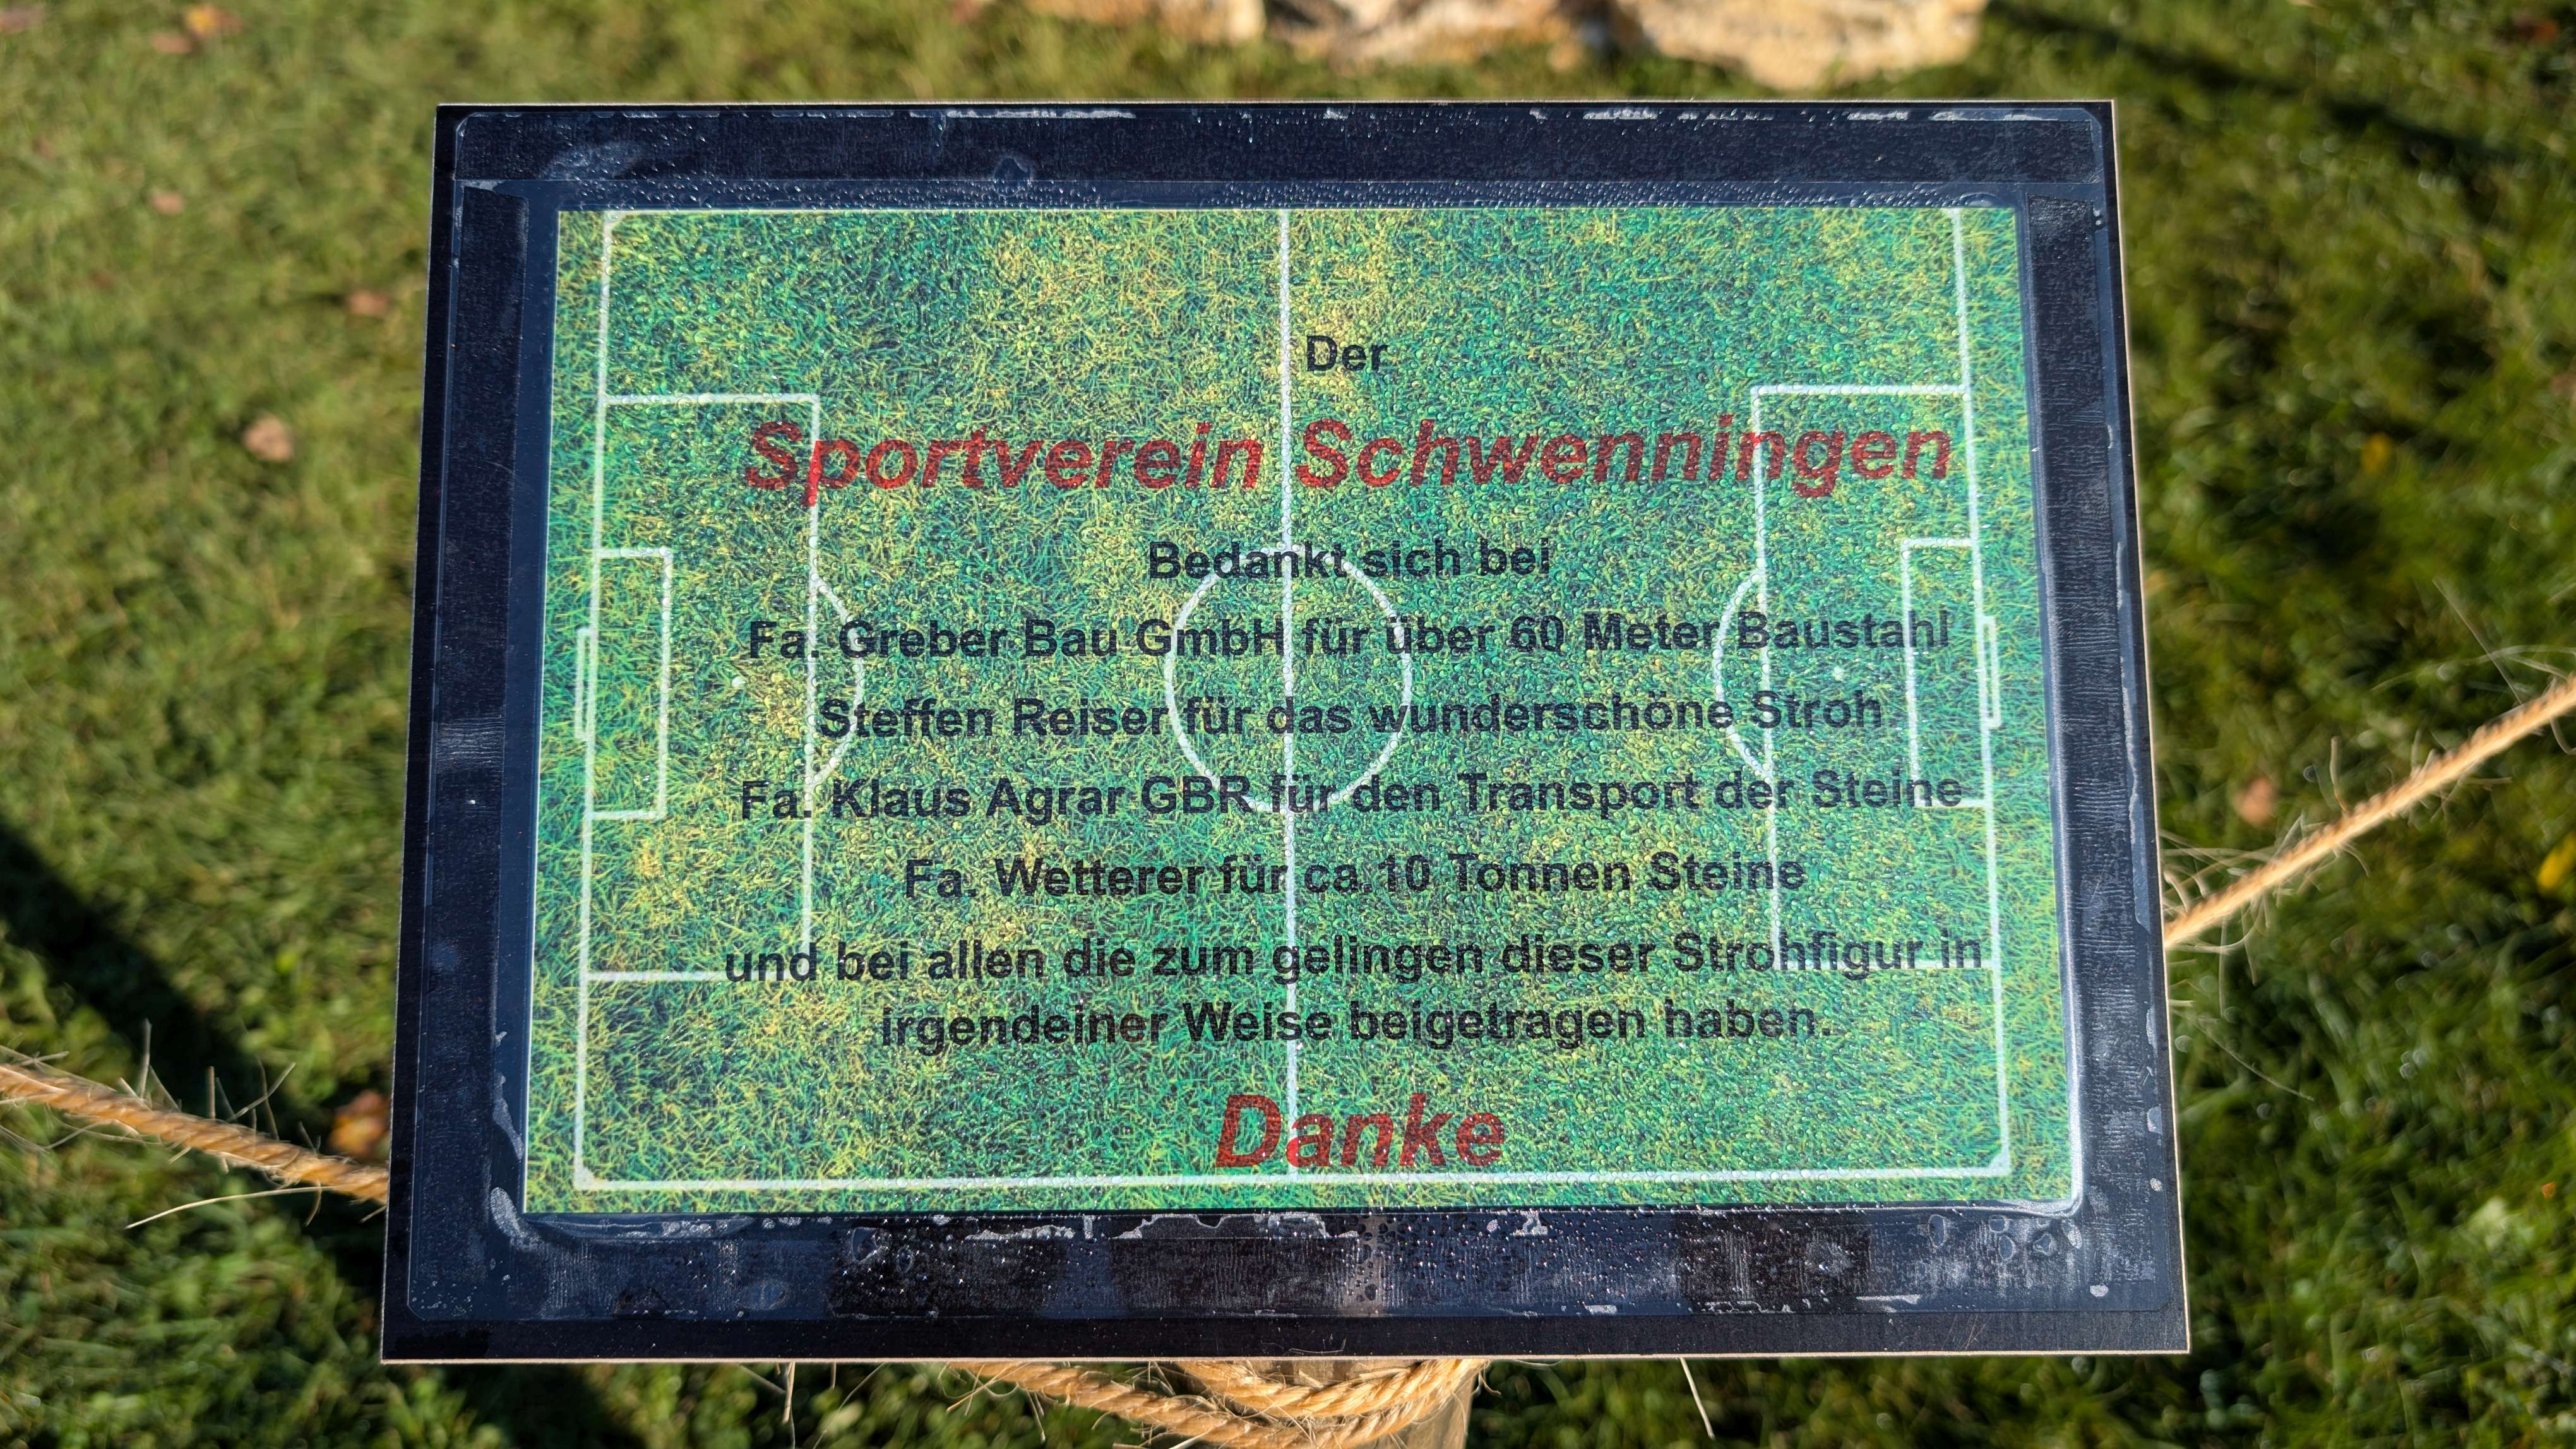 Der
Sportverein Schwenningen
Bedankt sich bei
Fa. Greber Bau GmbH für über 60 Meter Baustahl
Steffen Reiser für das wunderschöne Stroh
Fa. Klaus Agrar GBR für den Transport der Steine
Fa. Wetterer für ca.10 Tonnen Steine
und bei allen die zum gelingen dieser Strohfigur in
irgendeiner Weise beigetragen haben.
Danke